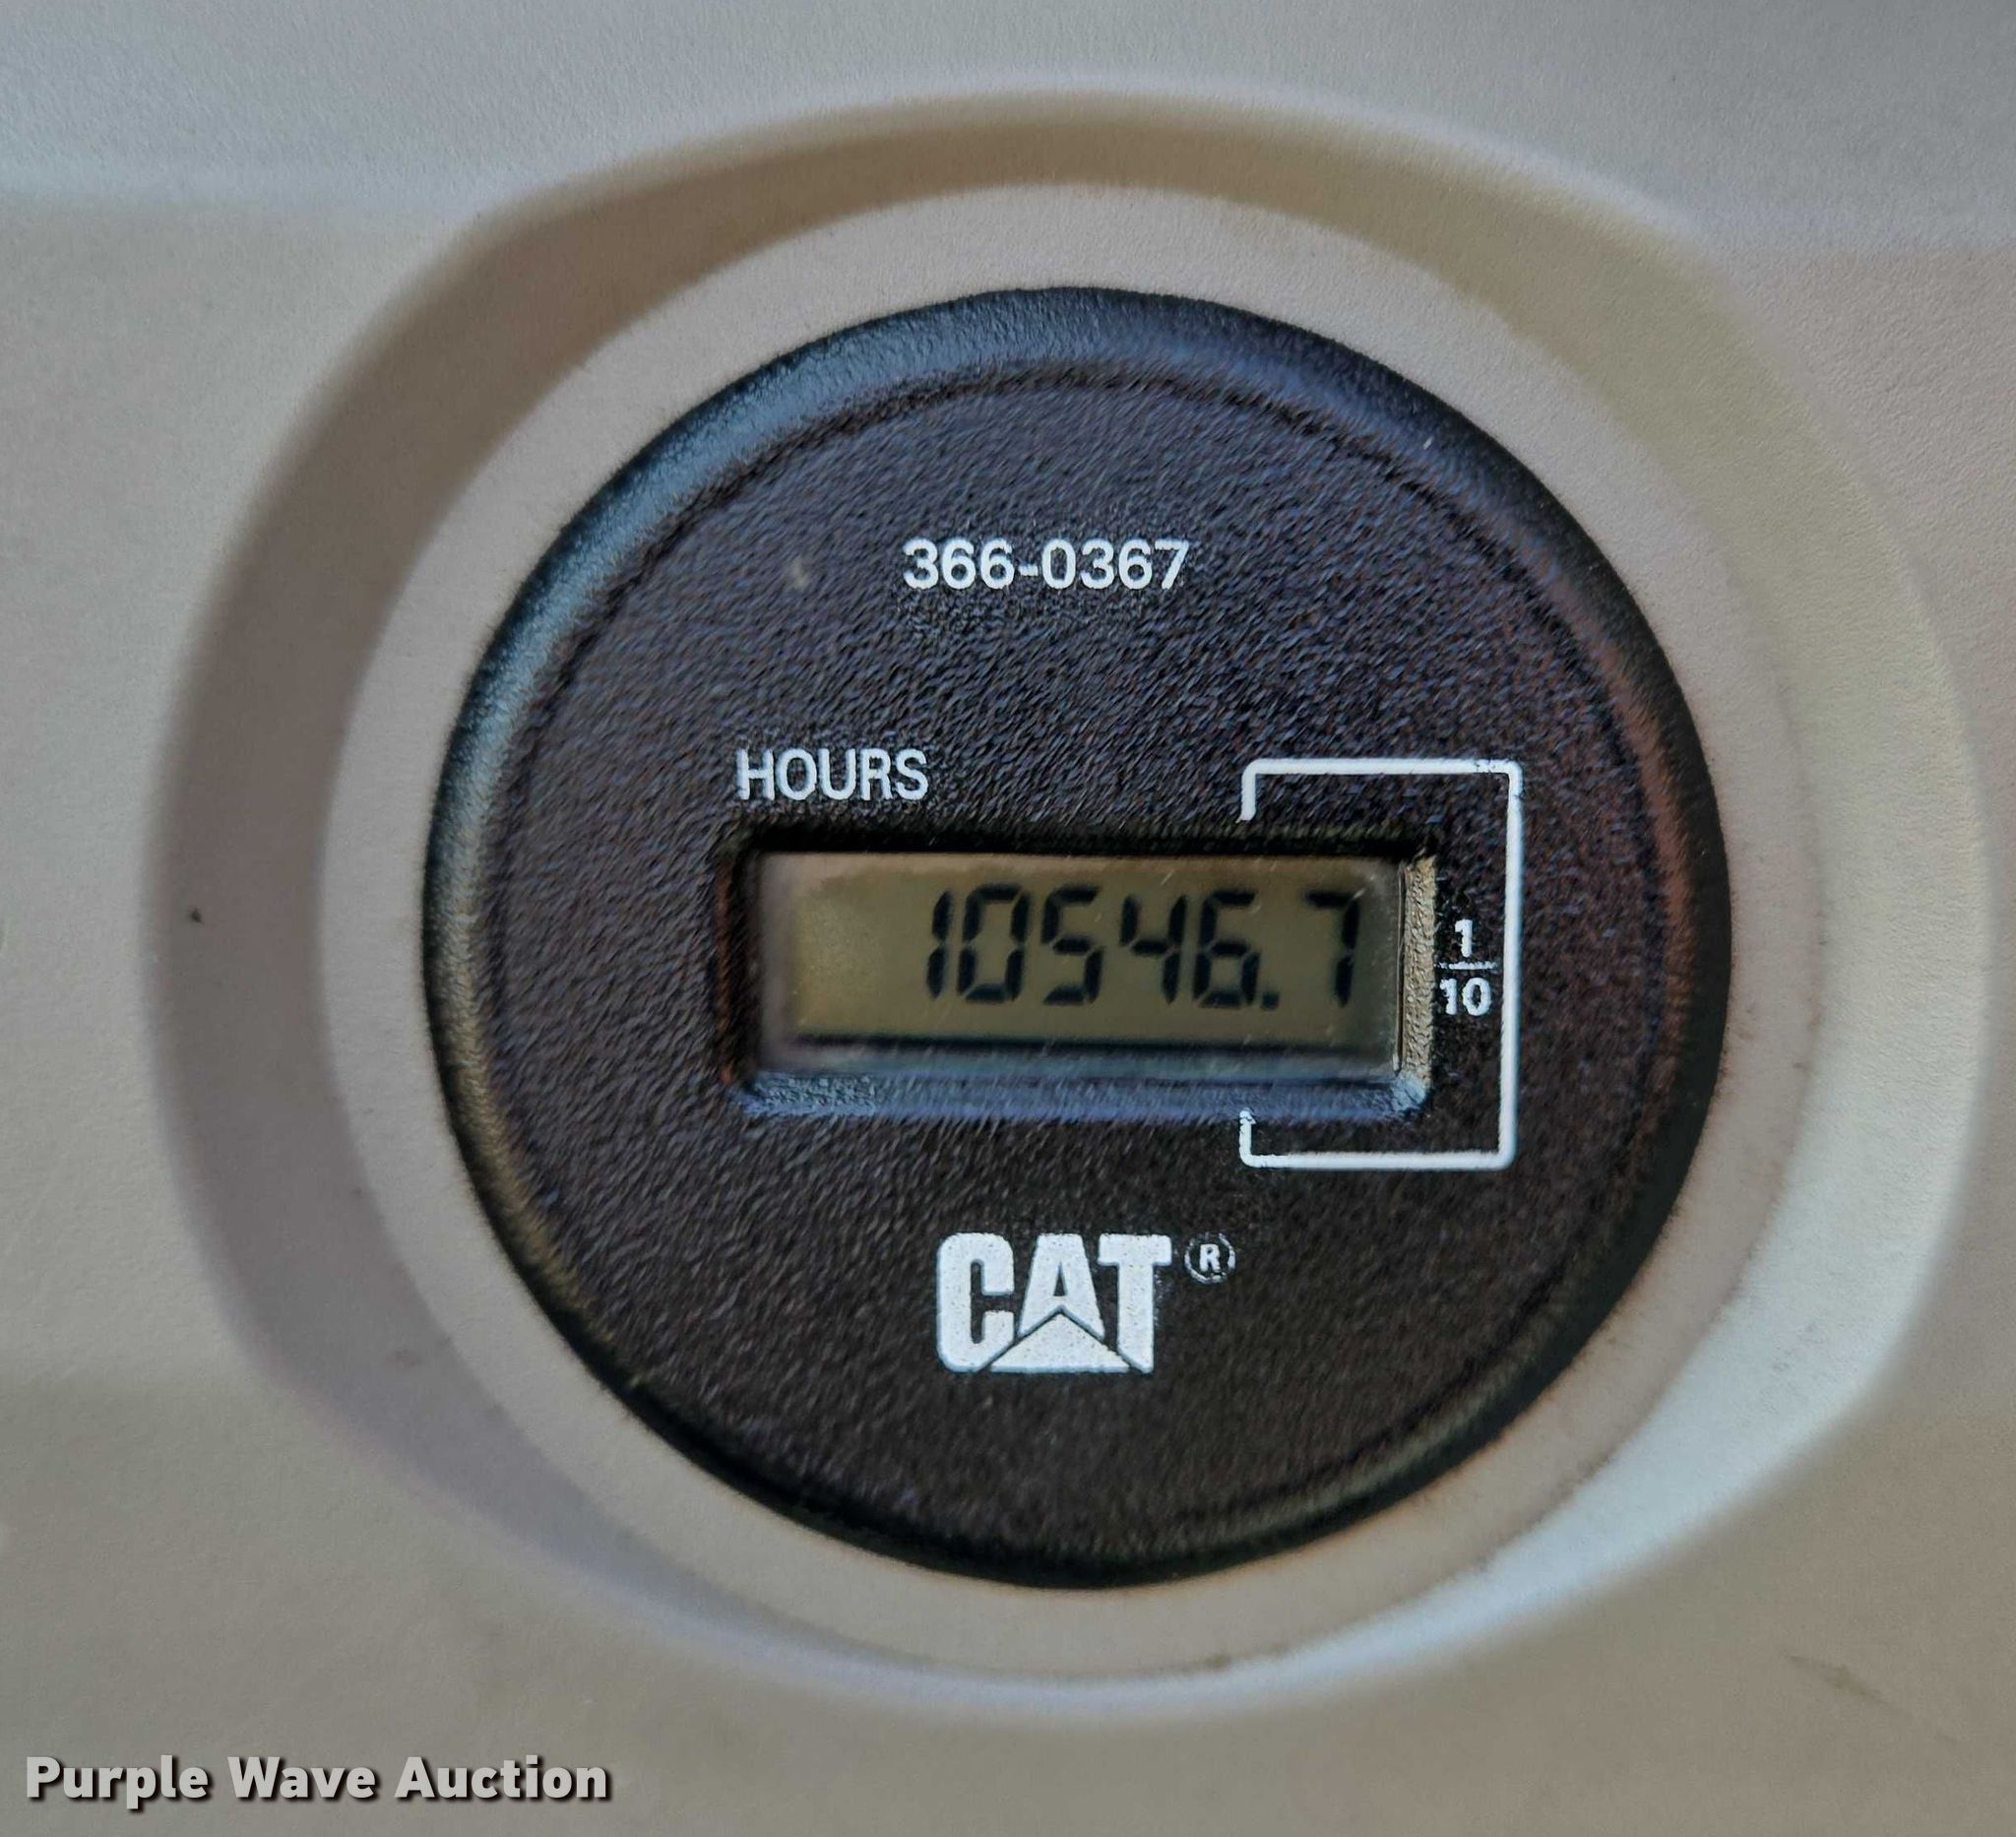 366-0367
HOURS
10546.7
1
10
CAT®
Purple Wave Auction